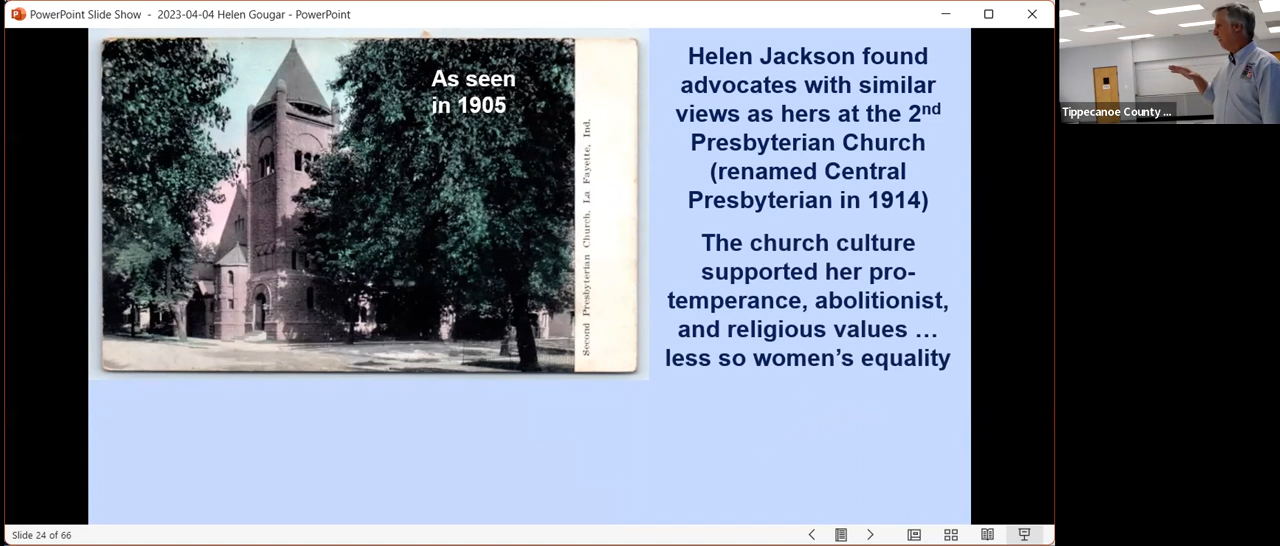 PowerPoint Slide Show - 2023-04-04 Helen Gougar - PowerPoint
As seen
in 1905
Second Presbyterian Church, La Fayette, Ind.
Helen Jackson found
advocates with similar
views as hers at the 2nd
Presbyterian Church
(renamed Central
Presbyterian in 1914)
The church culture
supported her pro-
temperance, abolitionist,
and religious values …
less so women’s equality
Tippecanoe County ...
Slide 24 of 66